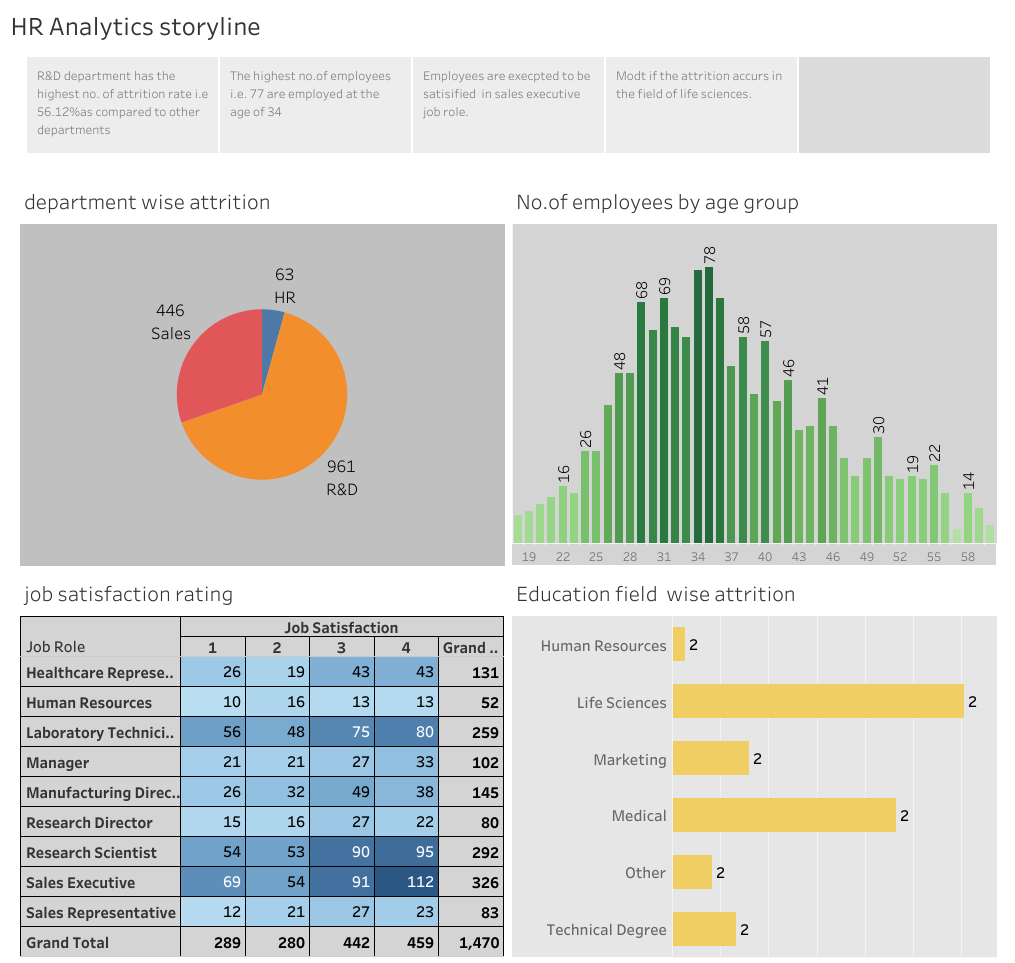 HR Analytics storyline
R&D department has the
highest no. of attrition rate i.e
56.12%as compared to other
departments
The highest no.of employees
i.e. 77 are employed at the
age of 34
Employees are execpted to be
satisified  in sales executive
job role.
Modt if the attrition accurs in
the field of life sciences.
department wise attrition
63
HR
446
Sales
961
R&D
No.of employees by age group
16
26
48
68
69
78
58
57
46
41
30
19
22
14
19 22 25 28 31 34 37 40 43 46 49 52 55 58
job satisfaction rating
Job Satisfaction
Job Role 1 2 3 4 Grand ..
Healthcare Represe.. 26 19 43 43 131
Human Resources 10 16 13 13 52
Laboratory Technici.. 56 48 75 80 259
Manager 21 21 27 33 102
Manufacturing Direc.. 26 32 49 38 145
Research Director 15 16 27 22 80
Research Scientist 54 53 90 95 292
Sales Executive 69 54 91 112 326
Sales Representative 12 21 27 23 83
Grand Total 289 280 442 459 1,470
Education field  wise attrition
Human Resources 2
Life Sciences 2
Marketing 2
Medical 2
Other 2
Technical Degree 2